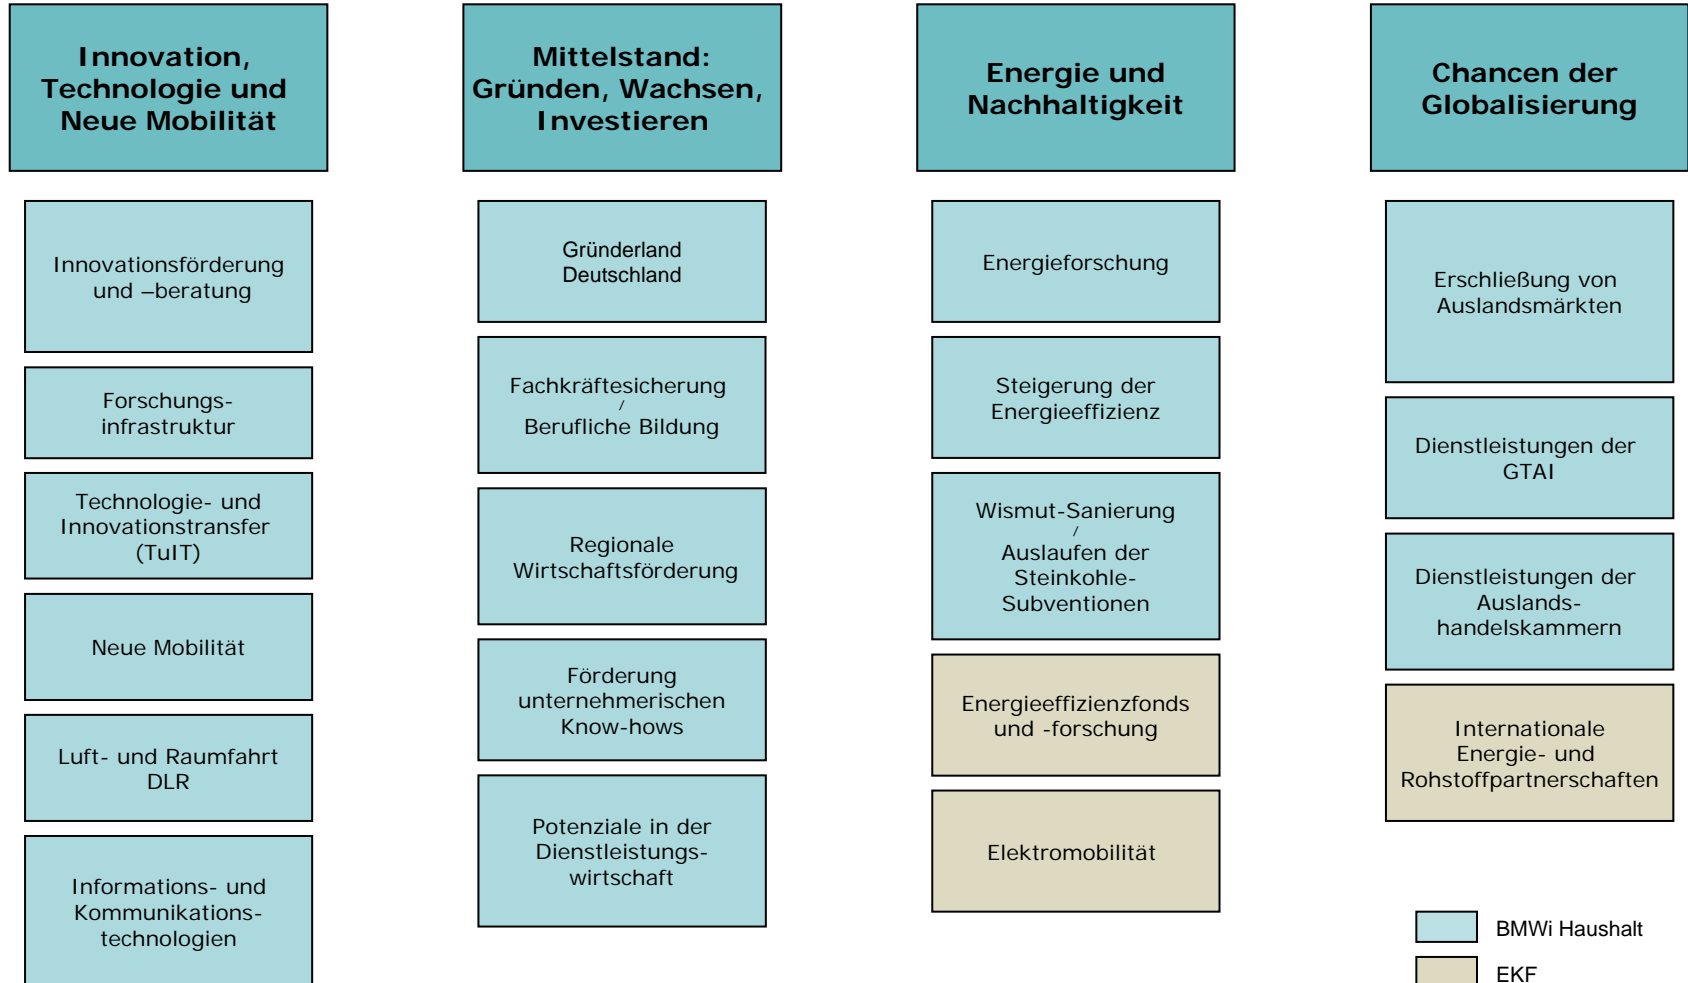 Innovation,
Technologie und
Neue Mobilität
Innovationsförderung
und –beratung
Forschungs-
infrastruktur
Technologie- und
Innovationstransfer
(TuIT)
Neue Mobilität
Luft- und Raumfahrt
DLR
Informations- und
Kommunikations-
technologien
Mittelstand:
Gründen, Wachsen,
Investieren
Gründerland
Deutschland
Fachkräftesicherung
/
Berufliche Bildung
Regionale
Wirtschaftsförderung
Förderung
unternehmerischen
Know-hows
Potenziale in der
Dienstleistungs-
wirtschaft
Energie und
Nachhaltigkeit
Energieforschung
Steigerung der
Energieeffizienz
Wismut-Sanierung
/
Auslaufen der
Steinkohle-
Subventionen
Energieeffizienzfonds
und -forschung
Elektromobilität
Chancen der
Globalisierung
Erschließung von
Auslandsmärkten
Dienstleistungen der
GTAI
Dienstleistungen der
Auslands-
handelskammern
Internationale
Energie- und
Rohstoffpartnerschaften
BMWi Haushalt
EKF